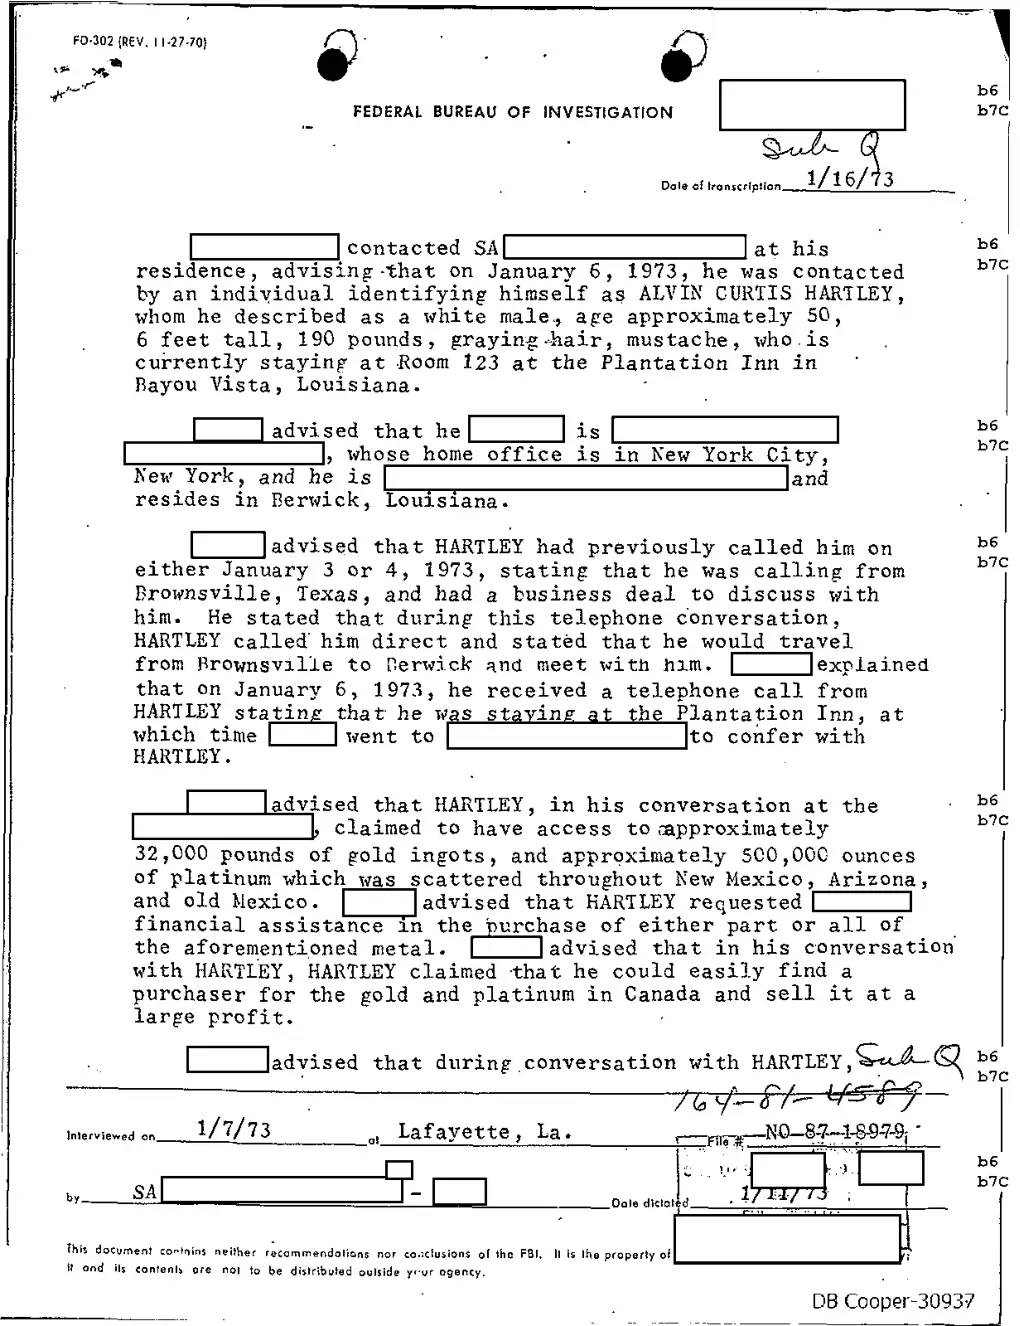 FD-302 (REV. 11-27-70)
FEDERAL BUREAU OF INVESTIGATION
b6
b7C
Sub Q
Date of transcription 1/16/73
contacted SA at his
b6
residence, advising that on January 6, 1973, he was contacted
b7C
by an individual identifying himself as ALVIN CURTIS HARTLEY,
whom he described as a white male, age approximately 50,
6 feet tall, 190 pounds, graying hair, mustache, who is
currently staying at Room 123 at the Plantation Inn in
Bayou Vista, Louisiana.
advised that he is
b6
b7C
, whose home office is in New York City,
New York, and he is and
resides in Berwick, Louisiana.
advised that HARTLEY had previously called him on
b6
either January 3 or 4, 1973, stating that he was calling from
b7C
Brownsville, Texas, and had a business deal to discuss with
him. He stated that during this telephone conversation,
HARTLEY called him direct and stated that he would travel
from Brownsville to Berwick and meet with him. explained
that on January 6, 1973, he received a telephone call from
HARTLEY stating that he was staying at the Plantation Inn, at
which time went to to confer with
HARTLEY.
advised that HARTLEY, in his conversation at the
b6
b7C
, claimed to have access to approximately
32,000 pounds of gold ingots, and approximately 500,000 ounces
of platinum which was scattered throughout New Mexico, Arizona,
and old Mexico. advised that HARTLEY requested
financial assistance in the purchase of either part or all of
the aforementioned metal. advised that in his conversation
with HARTLEY, HARTLEY claimed that he could easily find a
purchaser for the gold and platinum in Canada and sell it at a
large profit.
advised that during conversation with HARTLEY, Sub Q
b6
b7C
164-81-4589
Interviewed on 1/7/73 at Lafayette, La. File # NO 87-18979
b6
b7C
by SA - Date dictated 1/11/73
This document contains neither recommendations nor conclusions of the FBI. It is the property of
it and its contents are not to be distributed outside your agency.
DB Cooper-30937